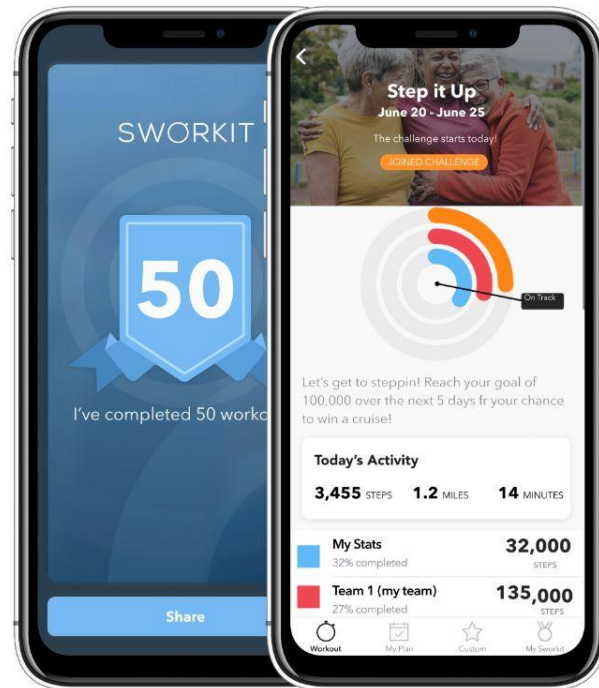 SWORKIT
50
I've completed 50
Share
Step it Up
June 20 - June 25
The challenge starts today!
JOINED CHALLENGE
On Track
Let's get to steppin! Reach your goal of
100,000 over the next 5 days fr your chance
to win a cruise!
Today's Activity
3,455 STEPS 1.2 MILES 14 MINUTES
My Stats 32,000
32% completed STEPS
Team 1 (my team) 135,000
27% completed STEPS
Workout My Plan Custom My Sworkit